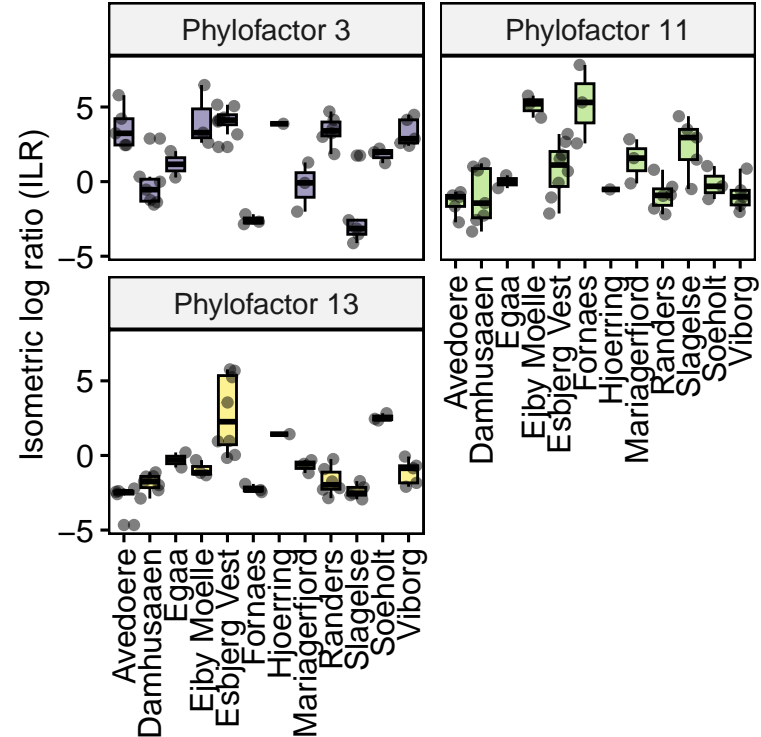 Phylofactor 3
Phylofactor 11
5
0
−5
Avedoere
Damhusaaen
Egaa
Ejby Moelle
Esbjerg Vest
Fornaes
Hjoerring
Mariagerfjord
Randers
Slagelse
Soeholt
Viborg
Phylofactor 13
5
0
−5
Avedoere
Damhusaaen
Egaa
Ejby Moelle
Esbjerg Vest
Fornaes
Hjoerring
Mariagerfjord
Randers
Slagelse
Soeholt
Viborg
Isometric log ratio (ILR)